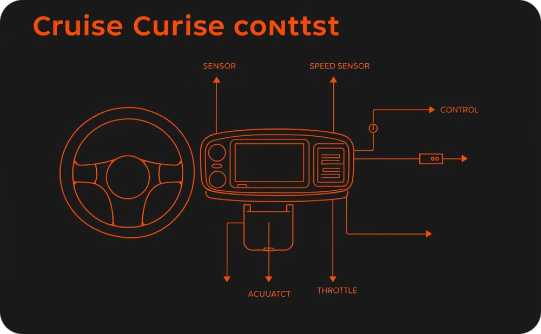 Cruise Curise conttst
SENSOR
SPEED SENSOR
CONTROL
ACUUATCT
THROTTLE